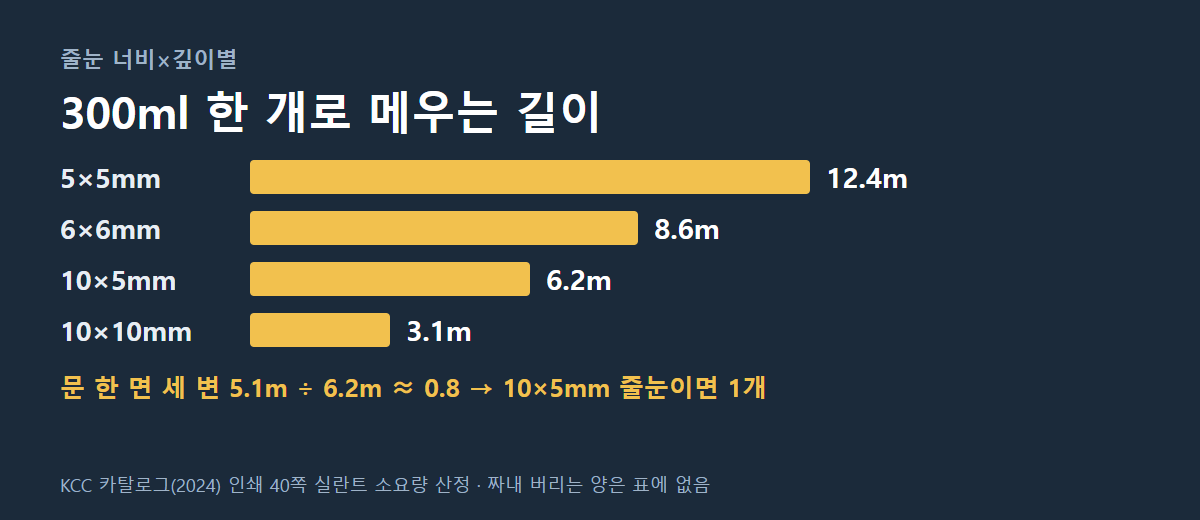 줄눈 너비×깊이별
300ml 한 개로 메우는 길이
5×5mm 12.4m
6×6mm 8.6m
10×5mm 6.2m
10×10mm 3.1m
문 한 면 세 변 5.1m ÷ 6.2m ≈ 0.8 → 10×5mm 줄눈이면 1개
KCC 카탈로그(2024) 인쇄 40쪽 실란트 소요량 산정 · 짜내 버리는 양은 표에 없음